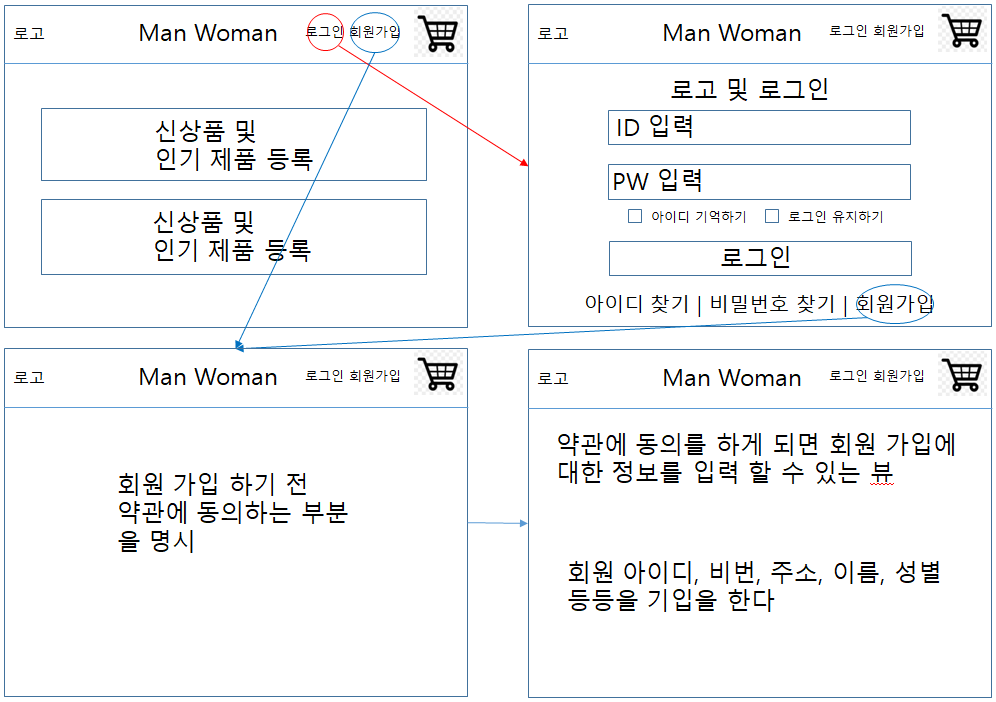 로고 Man Woman 로그인 회원가입
신상품 및
인기 제품 등록
신상품 및
인기 제품 등록
로고 Man Woman 로그인 회원가입
로고 및 로그인
ID 입력
PW 입력
아이디 기억하기 로그인 유지하기
로그인
아이디 찾기 | 비밀번호 찾기 | 회원가입
로고 Man Woman 로그인 회원가입
회원 가입 하기 전
약관에 동의하는 부분
을 명시
로고 Man Woman 로그인 회원가입
약관에 동의를 하게 되면 회원 가입에
대한 정보를 입력 할 수 있는 뷰
회원 아이디, 비번, 주소, 이름, 성별
등등을 기입을 한다